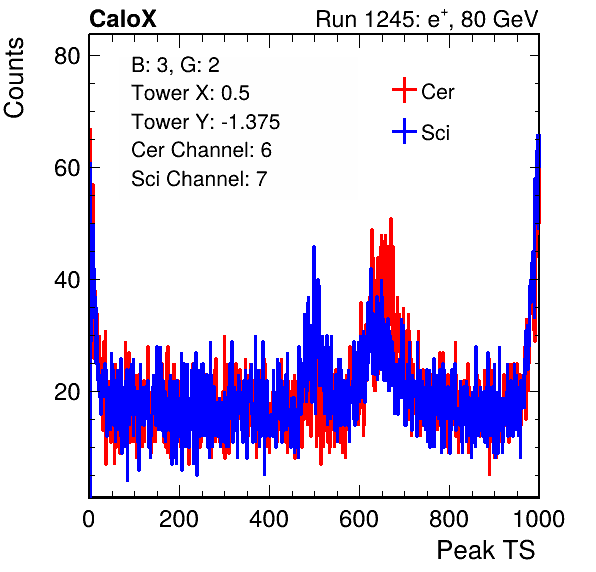 CaloX Run 1245: e⁺, 80 GeV
Counts
B: 3, G: 2
Tower X: 0.5
Tower Y: -1.375
Cer Channel: 6
Sci Channel: 7
Cer
Sci
80
60
40
20
0 200 400 600 800 1000
Peak TS